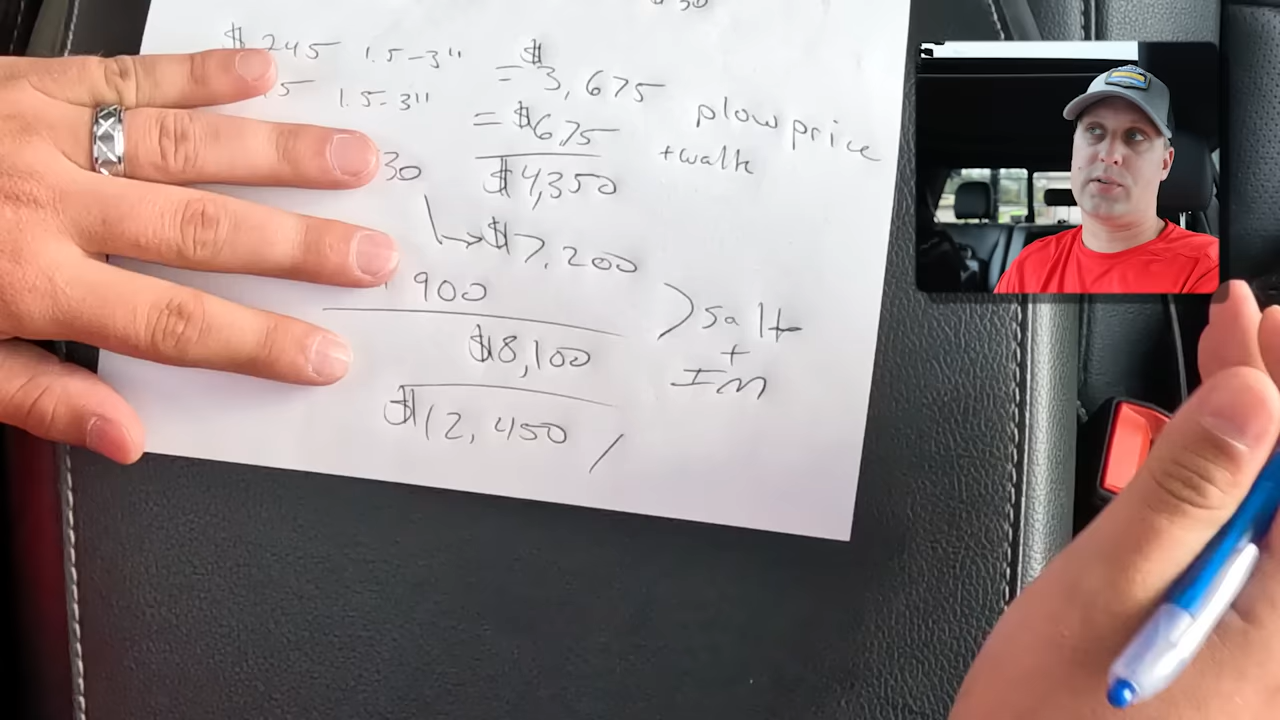 $245 1.5-3" = $3,675
5 1.5-3" = $675
plow price
+walk
30 $4,350
$7,200
900
$8,100
>salt
+
IM
$12,450 /